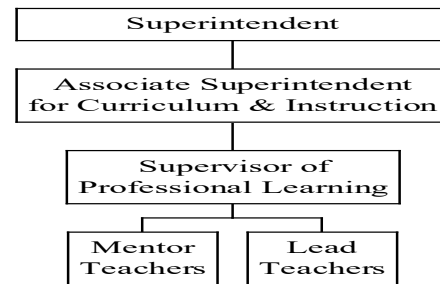 Superintendent
Associate Superintendent
for Curriculum & Instruction
Supervisor of
Professional Learning
Mentor
Teachers
Lead
Teachers